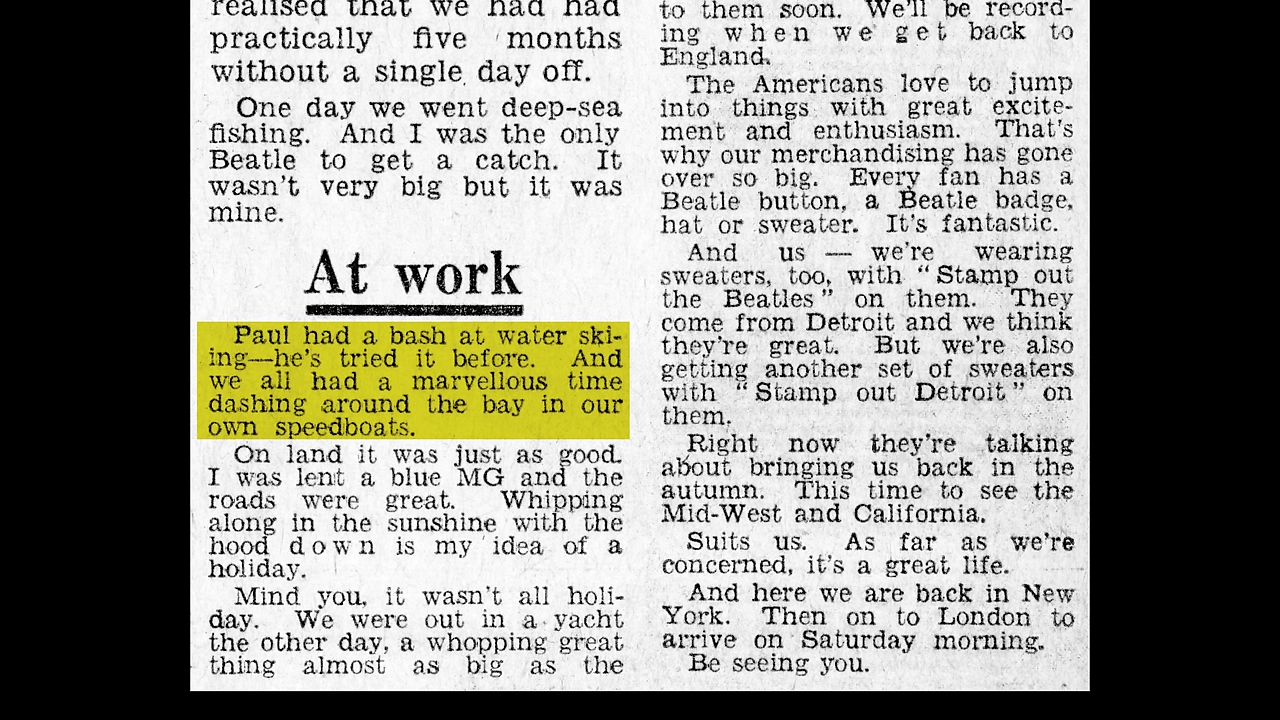 realised that we had had
practically five months
without a single day off.
One day we went deep-sea
fishing. And I was the only
Beatle to get a catch. It
wasn't very big but it was
mine.
At work
Paul had a bash at water ski-
ing—he's tried it before. And
we all had a marvellous time
dashing around the bay in our
own speedboats.
On land it was just as good.
I was lent a blue MG and the
roads were great. Whipping
along in the sunshine with the
hood down is my idea of a
holiday.
Mind you, it wasn't all holi-
day. We were out in a yacht
the other day, a whopping great
thing almost as big as the
to them soon. We'll be record-
ing when we get back to
England.
The Americans love to jump
into things with great excite-
ment and enthusiasm. That's
why our merchandising has gone
over so big. Every fan has a
Beatle button, a Beatle badge,
hat or sweater. It's fantastic.
And us — we're wearing
sweaters, too, with "Stamp out
the Beatles" on them. They
come from Detroit and we think
they're great. But we're also
getting another set of sweaters
with "Stamp out Detroit" on
them.
Right now they're talking
about bringing us back in the
autumn. This time to see the
Mid-West and California.
Suits us. As far as we're
concerned, it's a great life.
And here we are back in New
York. Then on to London to
arrive on Saturday morning.
Be seeing you.